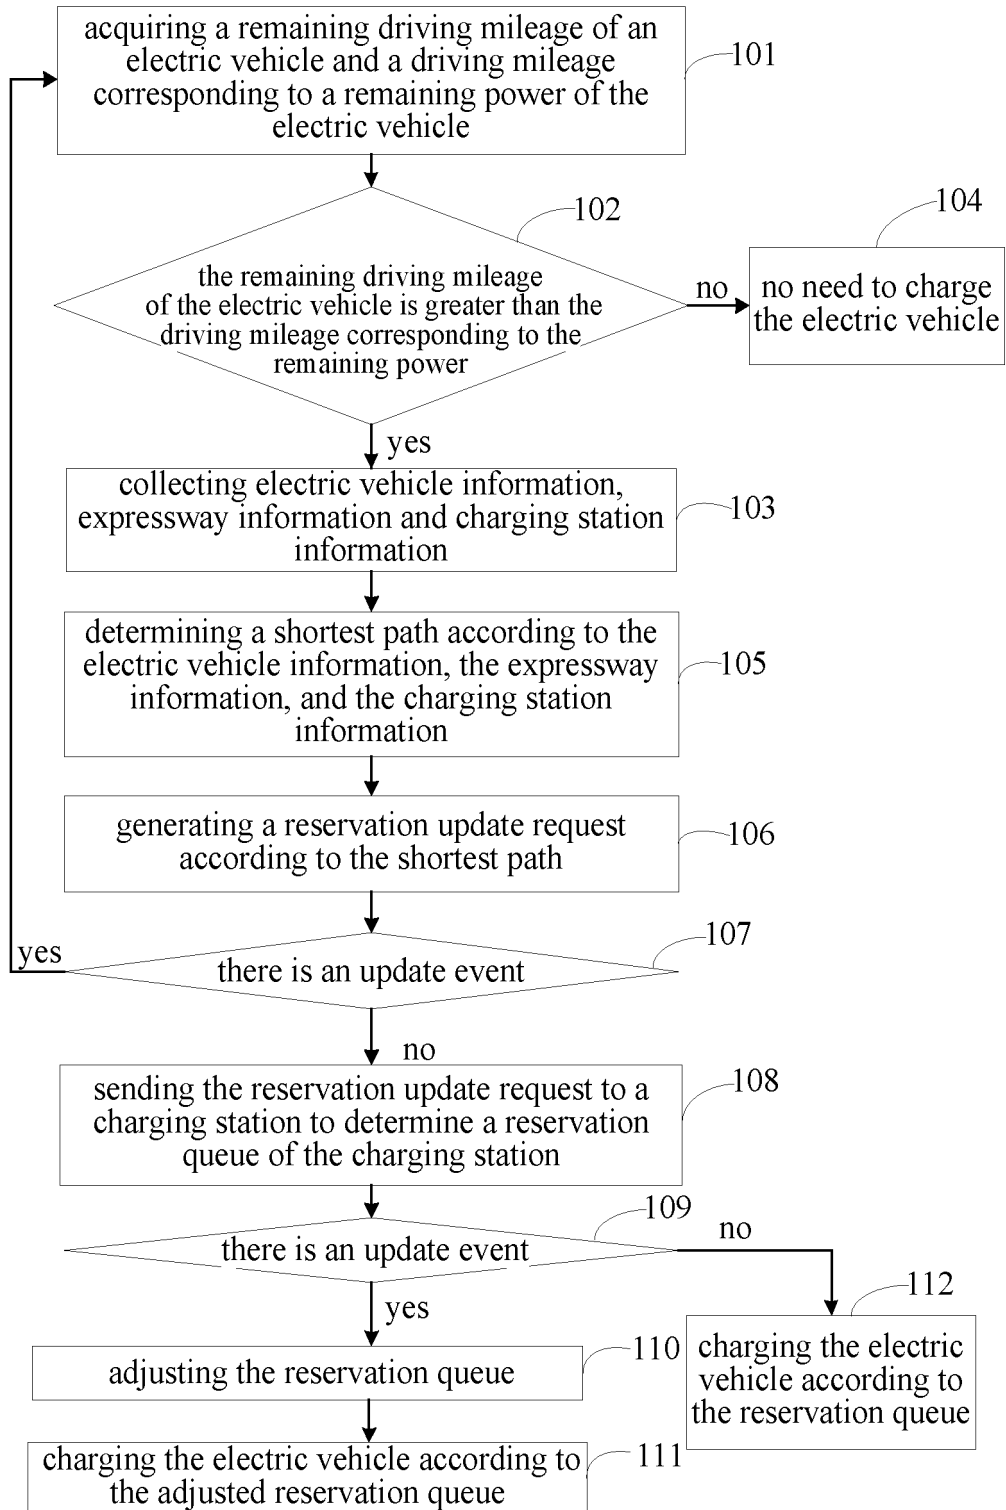 acquiring a remaining driving mileage of an
electric vehicle and a driving mileage
corresponding to a remaining power of the
electric vehicle
101
102
the remaining driving mileage
of the electric vehicle is greater than the
driving mileage corresponding to the
remaining power
no
104
no need to charge
the electric vehicle
yes
collecting electric vehicle information,
expressway information and charging station
information
103
determining a shortest path according to the
electric vehicle information, the expressway
information, and the charging station
information
105
generating a reservation update request
according to the shortest path
106
107
yes
there is an update event
no
sending the reservation update request to a
charging station to determine a reservation
queue of the charging station
108
109
there is an update event
no
yes
112
charging the electric
vehicle according to
the reservation queue
adjusting the reservation queue
110
charging the electric vehicle according to
the adjusted reservation queue
111